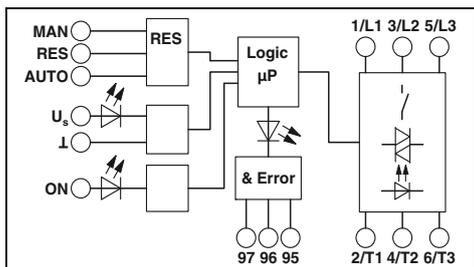 MAN
RES
AUTO
Us
⊥
ON
RES
Logic
µP
& Error
97 96 95
1/L1 3/L2 5/L3
2/T1 4/T2 6/T3